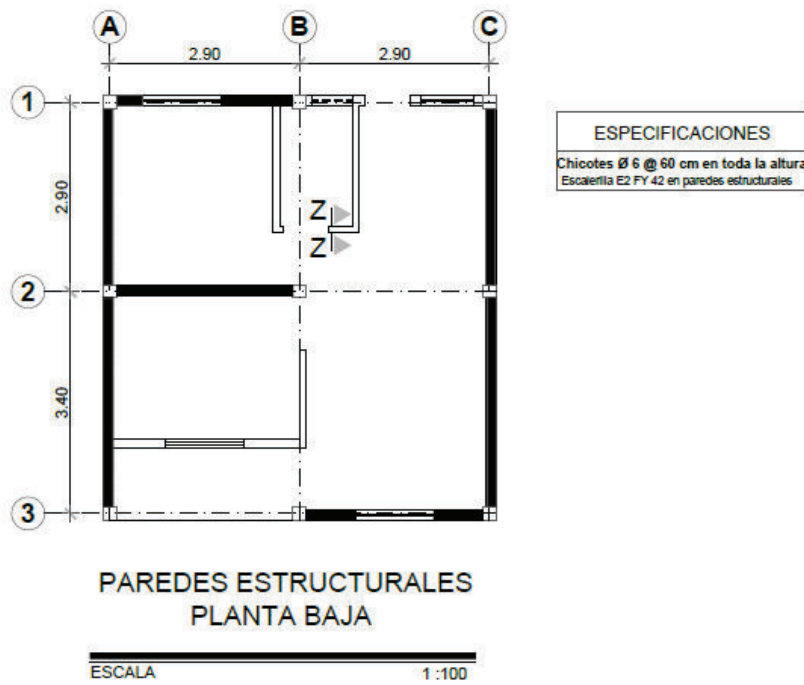 A
B
C
2.90
2.90
1
ESPECIFICACIONES
Chicotes Ø 6 @ 60 cm en toda la altura
Escalerilla E2 FY 42 en paredes estructurales
2.90
Z
Z
2
3.40
3
PAREDES ESTRUCTURALES
PLANTA BAJA
ESCALA 1 :100